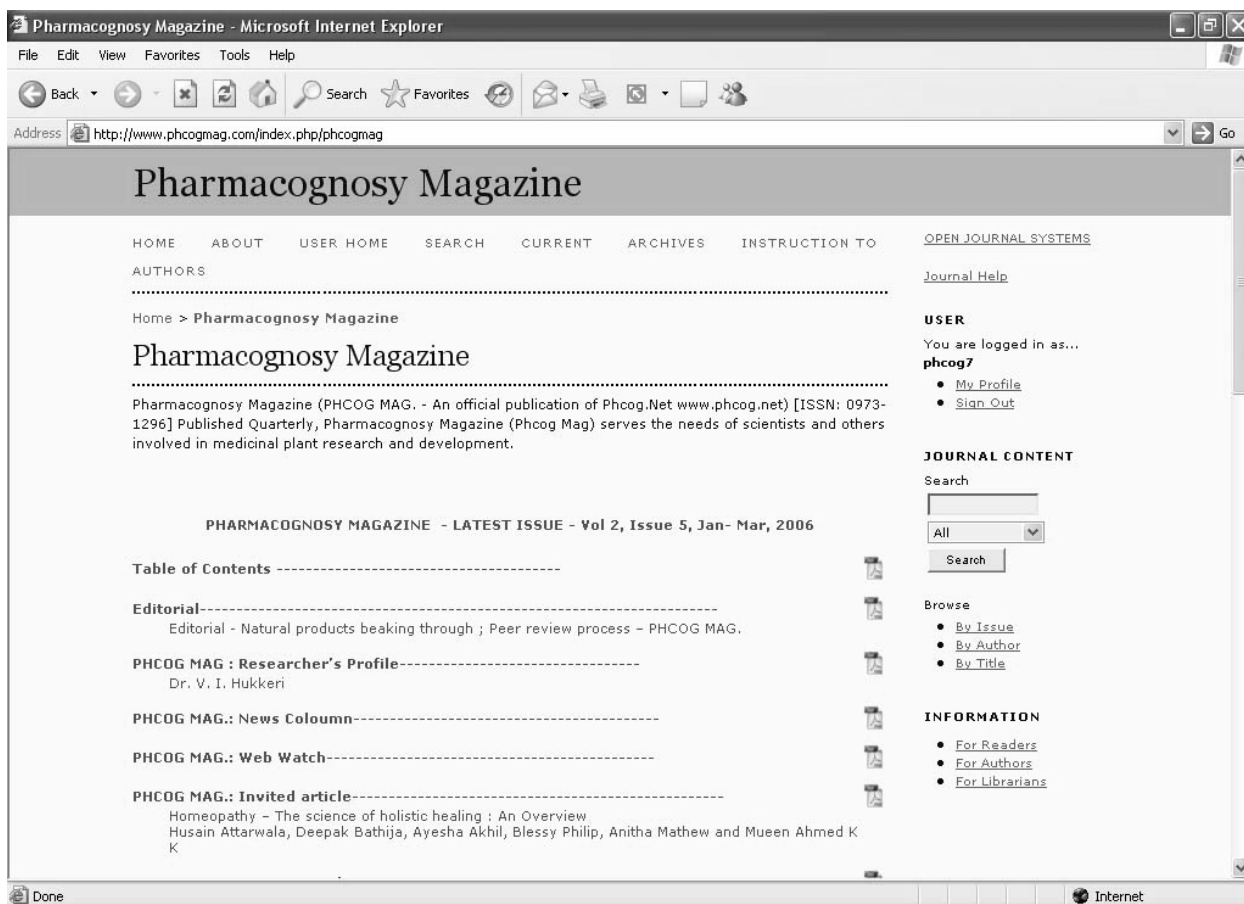 Pharmacognosy Magazine - Microsoft Internet Explorer
File Edit View Favorites Tools Help
Back Search Favorites
Address http://www.phcogmag.com/index.php/phcogmag Go
Pharmacognosy Magazine
HOME ABOUT USER HOME SEARCH CURRENT ARCHIVES INSTRUCTION TO
AUTHORS
Home > Pharmacognosy Magazine
Pharmacognosy Magazine
Pharmacognosy Magazine (PHCOG MAG. - An official publication of Phcog.Net www.phcog.net) [ISSN: 0973-
1296] Published Quarterly, Pharmacognosy Magazine (Phcog Mag) serves the needs of scientists and others
involved in medicinal plant research and development.
PHARMACOGNOSY MAGAZINE - LATEST ISSUE - Vol 2, Issue 5, Jan- Mar, 2006
Table of Contents ---------------------------------------
Editorial-----------------------------------------------------------------------
Editorial - Natural products beaking through ; Peer review process – PHCOG MAG.
PHCOG MAG : Researcher's Profile---------------------------------
Dr. V. I. Hukkeri
PHCOG MAG.: News Coloumn------------------------------------------
PHCOG MAG.: Web Watch---------------------------------------------
PHCOG MAG.: Invited article---------------------------------------------------
Homeopathy – The science of holistic healing : An Overview
Husain Attarwala, Deepak Bathija, Ayesha Akhil, Blessy Philip, Anitha Mathew and Mueen Ahmed K
K
OPEN JOURNAL SYSTEMS
Journal Help
USER
You are logged in as...
phcog7
My Profile
Sign Out
JOURNAL CONTENT
Search
All
Search
Browse
By Issue
By Author
By Title
INFORMATION
For Readers
For Authors
For Librarians
Done Internet